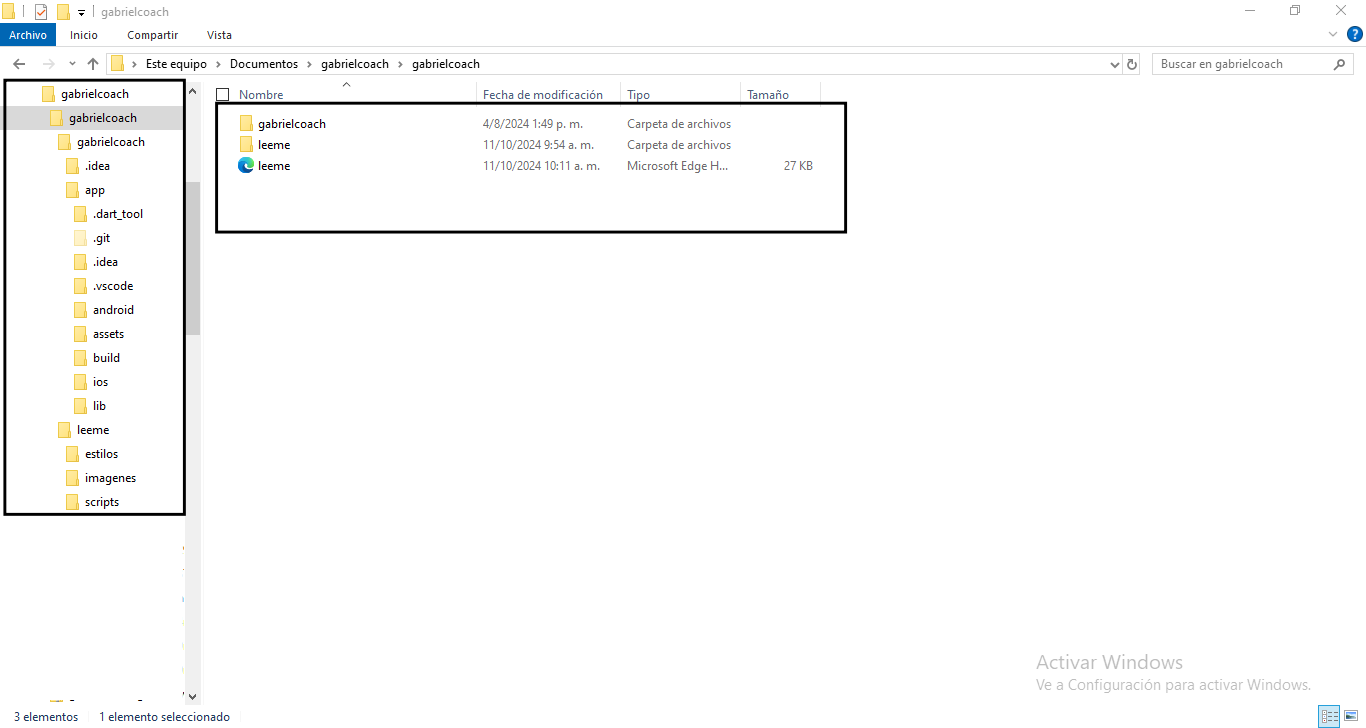 gabrielcoach
Archivo Inicio Compartir Vista
Este equipo Documentos gabrielcoach gabrielcoach Buscar en gabrielcoach
gabrielcoach
gabrielcoach
gabrielcoach
.idea
app
.dart_tool
.git
.idea
.vscode
android
assets
build
ios
lib
leeme
estilos
imagenes
scripts
Nombre Fecha de modificación Tipo Tamaño
gabrielcoach 4/8/2024 1:49 p. m. Carpeta de archivos
leeme 11/10/2024 9:54 a. m. Carpeta de archivos
leeme 11/10/2024 10:11 a. m. Microsoft Edge H... 27 KB
Activar Windows
Ve a Configuración para activar Windows.
3 elementos 1 elemento seleccionado